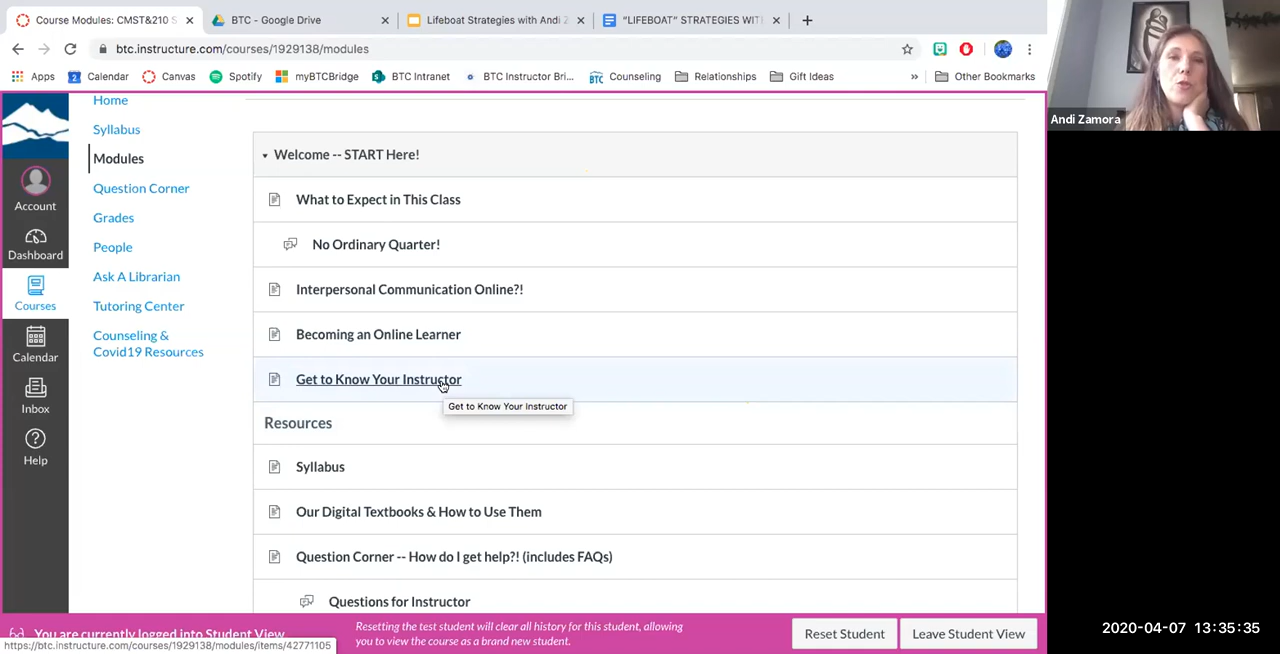 Course Modules: CMST&210 S
BTC - Google Drive
Lifeboat Strategies with Andi Z
"LIFEBOAT" STRATEGIES WIT
btc.instructure.com/courses/1929138/modules
Apps
Calendar
Canvas
Spotify
myBTCBridge
BTC Intranet
BTC Instructor Bri...
BTC
Counseling
Relationships
Gift Ideas
»
Other Bookmarks
Andi Zamora
Account
Dashboard
Courses
Calendar
Inbox
Help
Home
Syllabus
Modules
Question Corner
Grades
People
Ask A Librarian
Tutoring Center
Counseling &
Covid19 Resources
Welcome -- START Here!
What to Expect in This Class
No Ordinary Quarter!
Interpersonal Communication Online?!
Becoming an Online Learner
Get to Know Your Instructor
Get to Know Your Instructor
Resources
Syllabus
Our Digital Textbooks & How to Use Them
Question Corner -- How do I get help?! (includes FAQs)
Questions for Instructor
You are currently logged into Student View
Resetting the test student will clear all history for this student, allowing
you to view the course as a brand new student.
Reset Student
Leave Student View
https://btc.instructure.com/courses/1929138/modules/items/42771105
2020-04-07 13:35:35